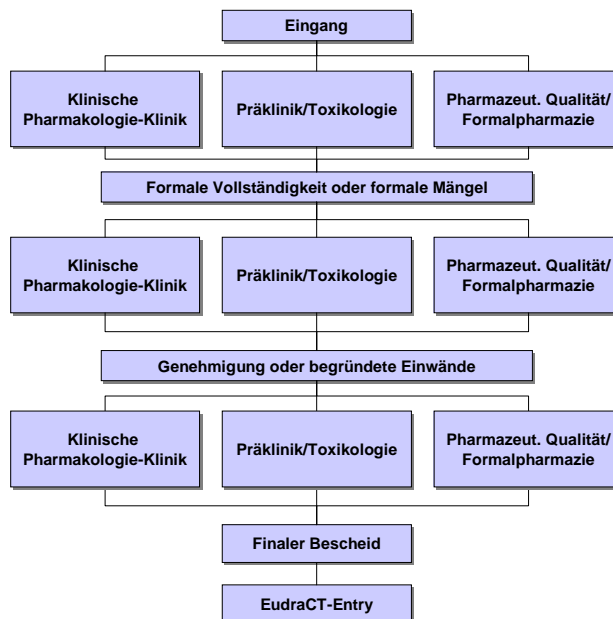 Eingang
Klinische
Pharmakologie-Klinik
Präklinik/Toxikologie
Pharmazeut. Qualität/
Formalpharmazie
Formale Vollständigkeit oder formale Mängel
Klinische
Pharmakologie-Klinik
Präklinik/Toxikologie
Pharmazeut. Qualität/
Formalpharmazie
Genehmigung oder begründete Einwände
Klinische
Pharmakologie-Klinik
Präklinik/Toxikologie
Pharmazeut. Qualität/
Formalpharmazie
Finaler Bescheid
EudraCT-Entry